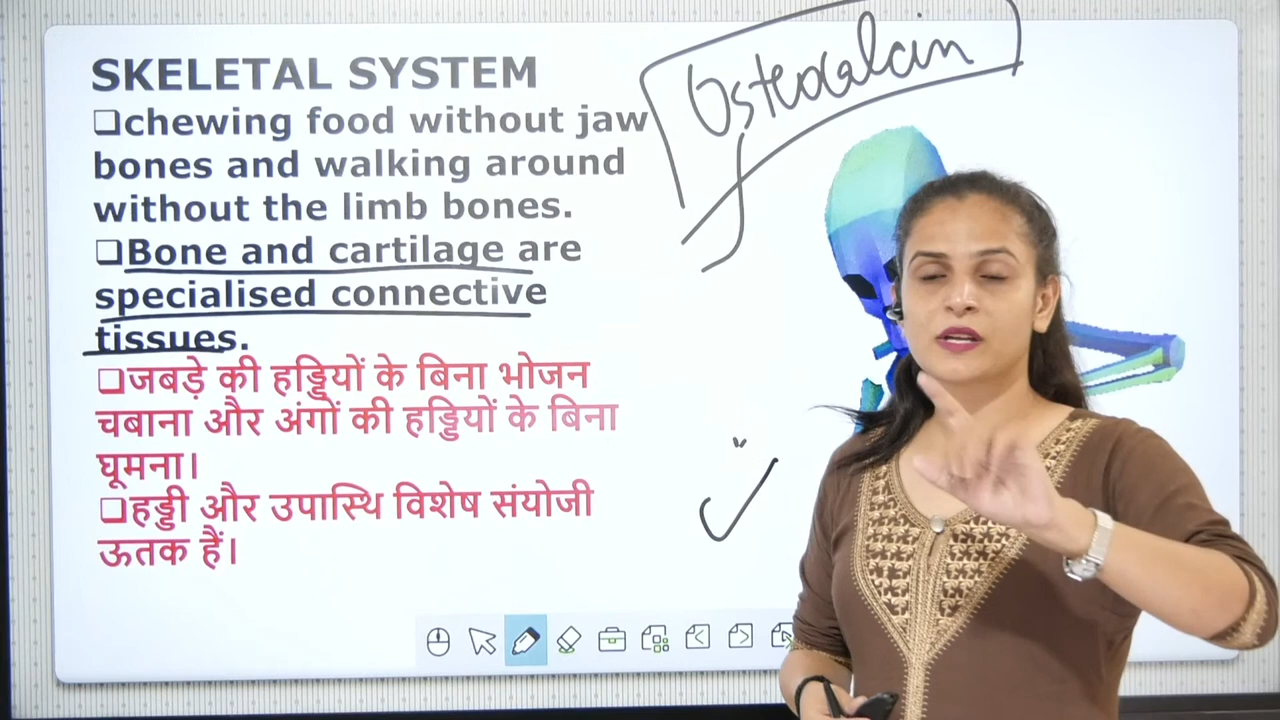 SKELETAL SYSTEM
❑chewing food without jaw
bones and walking around
without the limb bones.
❑Bone and cartilage are
specialised connective
tissues.
❑जबड़े की हड्डियों के बिना भोजन
चबाना और अंगों की हड्डियों के बिना
घूमना।
❑हड्डी और उपास्थि विशेष संयोजी
ऊतक हैं।
Osteocalcin